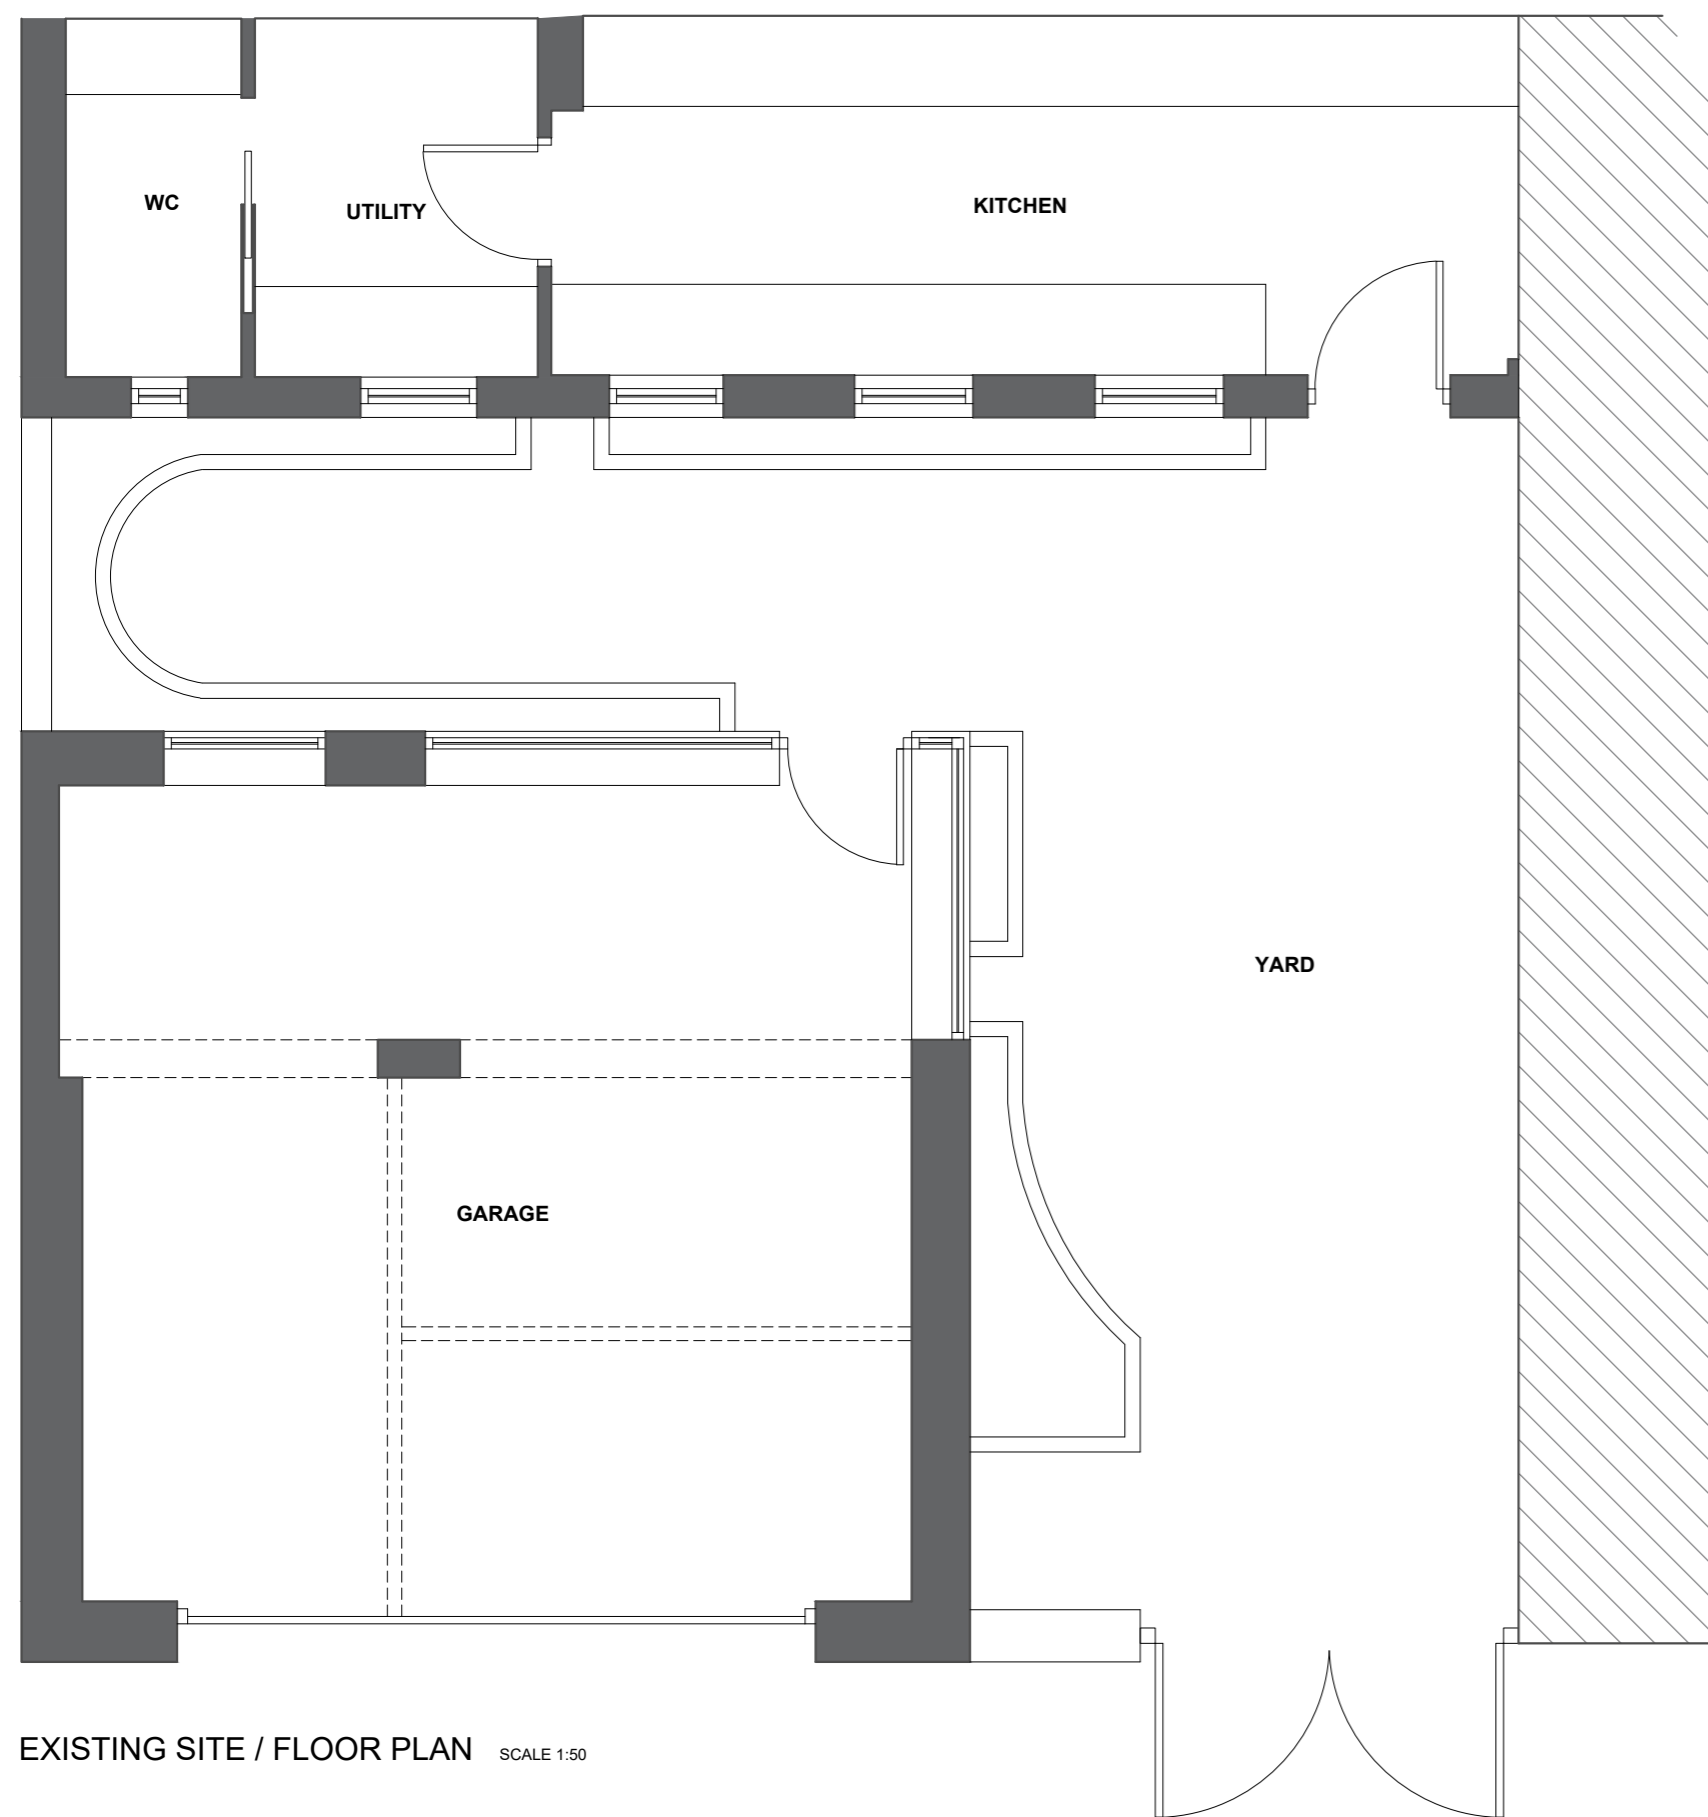 WC
UTILITY
KITCHEN
YARD
GARAGE
EXISTING SITE / FLOOR PLAN SCALE 1:50